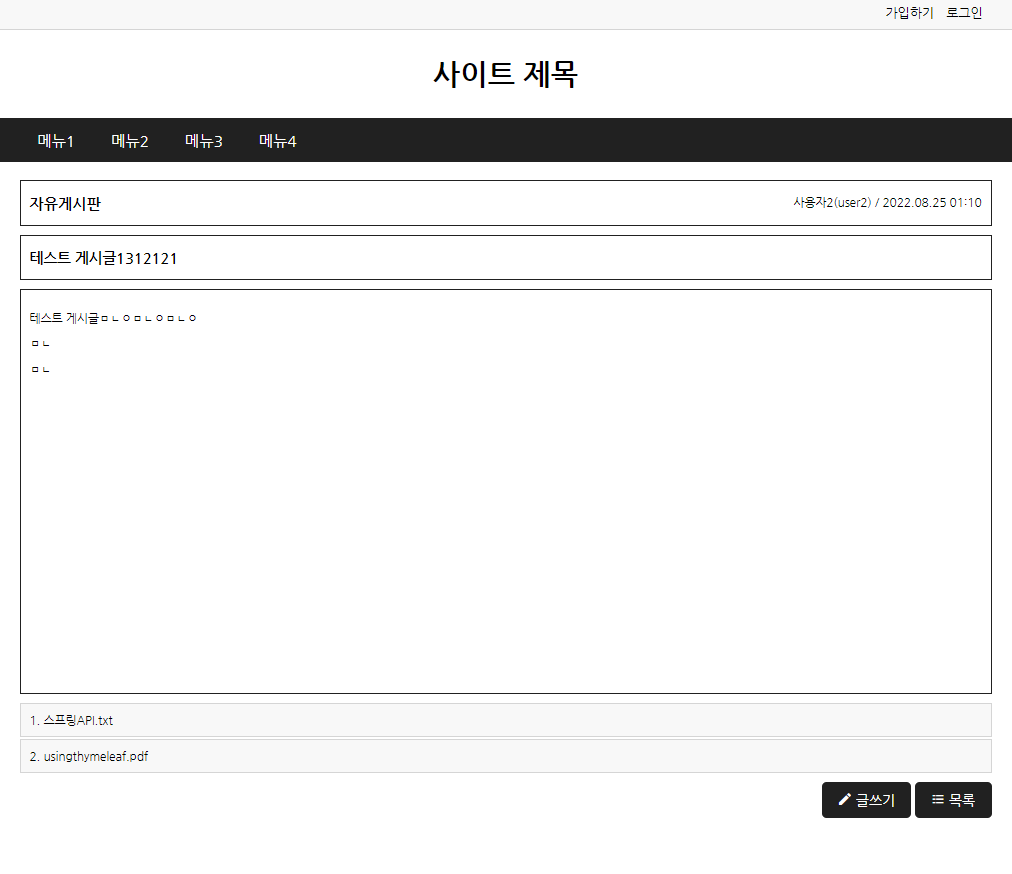 가입하기 로그인
사이트 제목
메뉴1 메뉴2 메뉴3 메뉴4
자유게시판 사용자2(user2) / 2022.08.25 01:10
테스트 게시글1312121
테스트 게시글ㅁㄴㅇㅁㄴㅇㅁㄴㅇ
ㅁㄴ
ㅁㄴ
1. 스프링API.txt
2. usingthymeleaf.pdf
글쓰기 목록